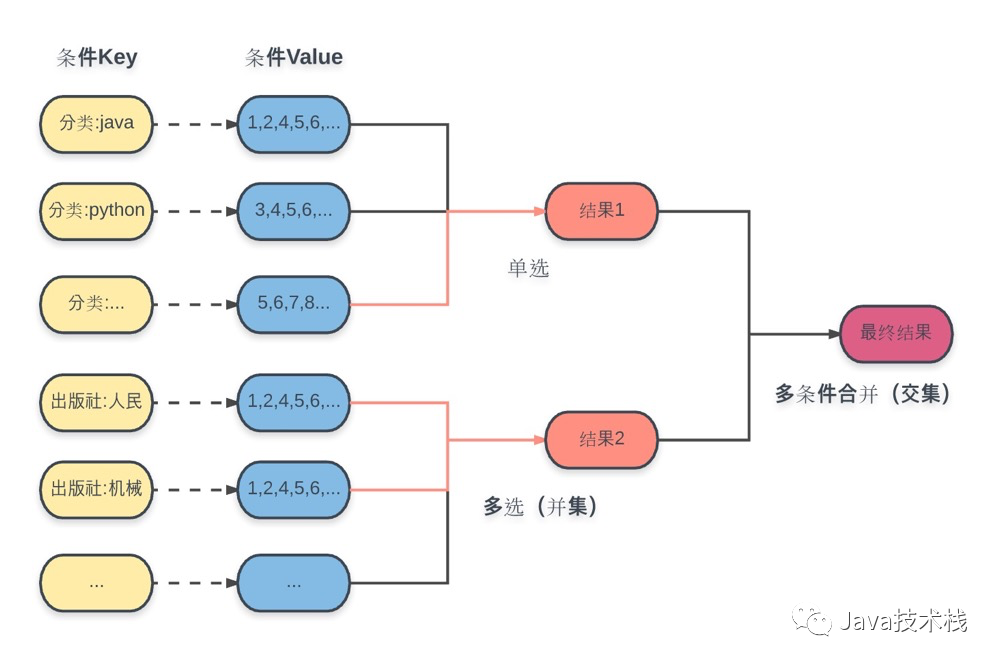 条件Key
条件Value
分类:java
1,2,4,5,6,...
分类:python
3,4,5,6,...
结果1
单选
分类:...
5,6,7,8...
最终结果
多条件合并（交集）
出版社:人民
1,2,4,5,6,...
结果2
出版社:机械
1,2,4,5,6,...
多选（并集）
...
...
Java技术栈